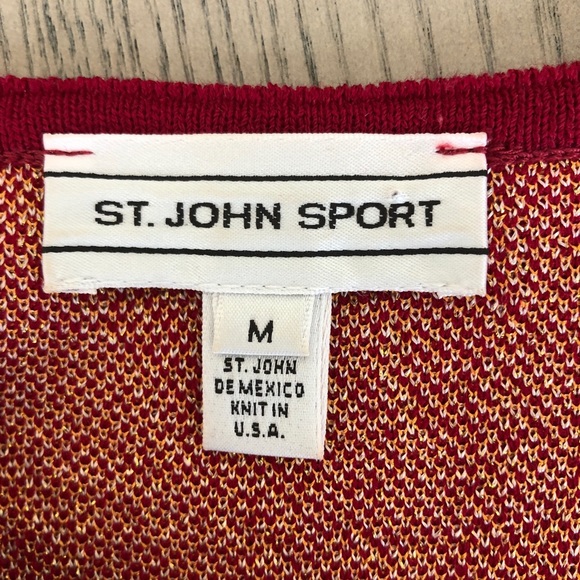 ST. JOHN SPORT
M
ST. JOHN
DE MEXICO
KNIT IN
U.S.A.